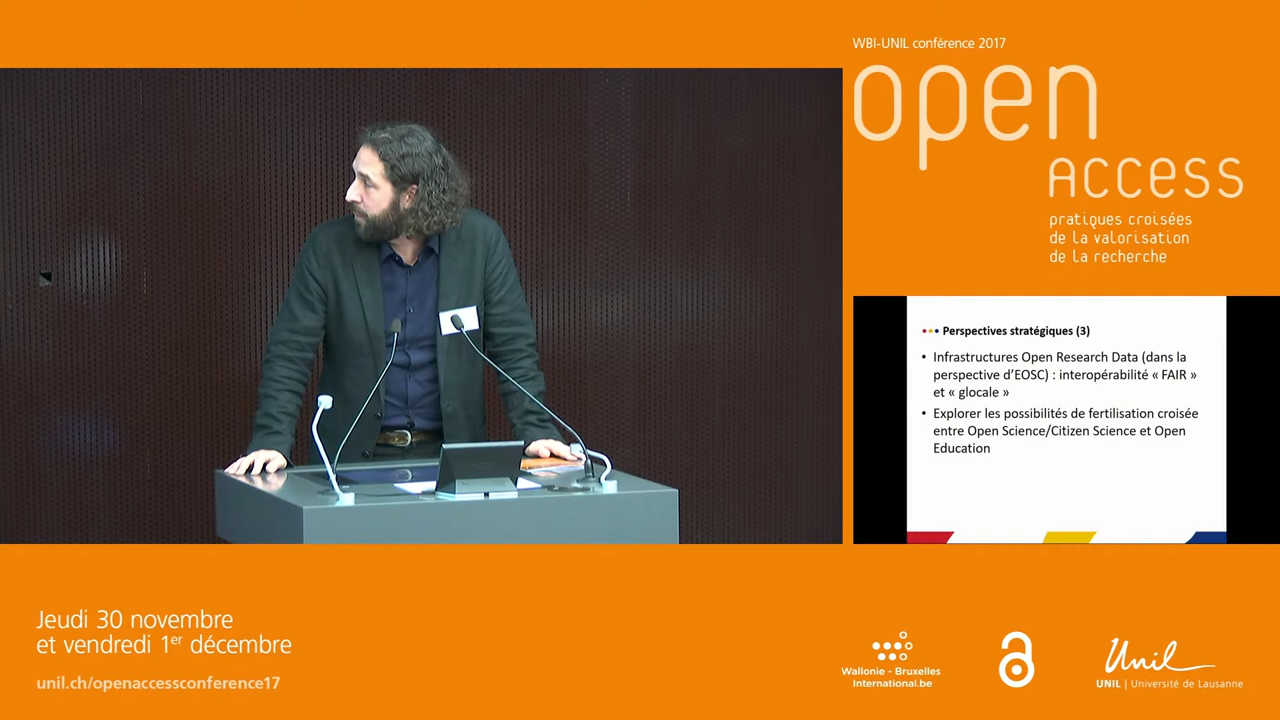 WBI-UNIL conférence 2017
open
access
pratiques croisées
de la valorisation
de la recherche
••• Perspectives stratégiques (3)
• Infrastructures Open Research Data (dans la
perspective d’EOSC) : interopérabilité « FAIR »
et « glocale »
• Explorer les possibilités de fertilisation croisée
entre Open Science/Citizen Science et Open
Education
Jeudi 30 novembre
et vendredi 1er décembre
unil.ch/openaccessconference17
Wallonie - Bruxelles
International.be
Unil
UNIL | Université de Lausanne